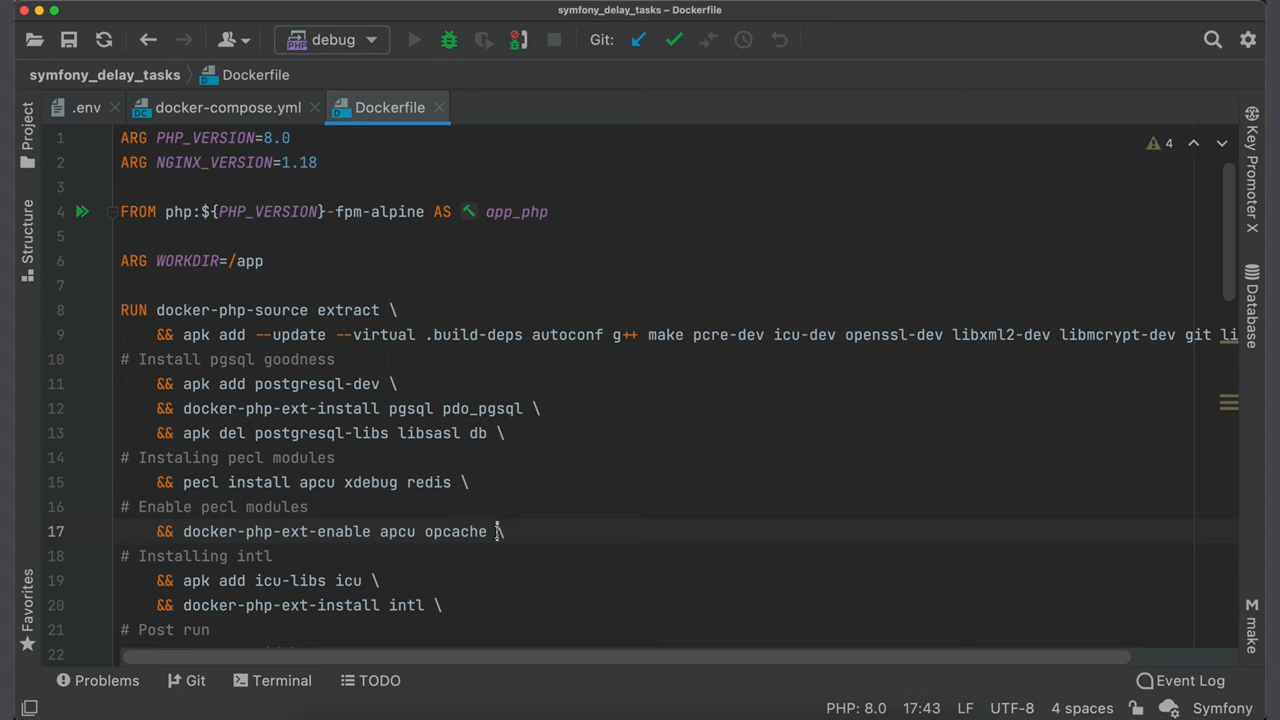 symfony_delay_tasks – Dockerfile
debug
Git:
symfony_delay_tasks
Dockerfile
.env
docker-compose.yml
Dockerfile
Project
Structure
Favorites
1 ARG PHP_VERSION=8.0
2 ARG NGINX_VERSION=1.18
3
4 FROM php:${PHP_VERSION}-fpm-alpine AS app_php
5
6 ARG WORKDIR=/app
7
8 RUN docker-php-source extract \
9 && apk add --update --virtual .build-deps autoconf g++ make pcre-dev icu-dev openssl-dev libxml2-dev libmcrypt-dev git li
10 # Install pgsql goodness
11 && apk add postgresql-dev \
12 && docker-php-ext-install pgsql pdo_pgsql \
13 && apk del postgresql-libs libsasl db \
14 # Instaling pecl modules
15 && pecl install apcu xdebug redis \
16 # Enable pecl modules
17 && docker-php-ext-enable apcu opcache \
18 # Installing intl
19 && apk add icu-libs icu \
20 && docker-php-ext-install intl \
21 # Post run
22
4
Key Promoter X
Database
make
Problems
Git
Terminal
TODO
Event Log
PHP: 8.0
17:43
LF
UTF-8
4 spaces
Symfony